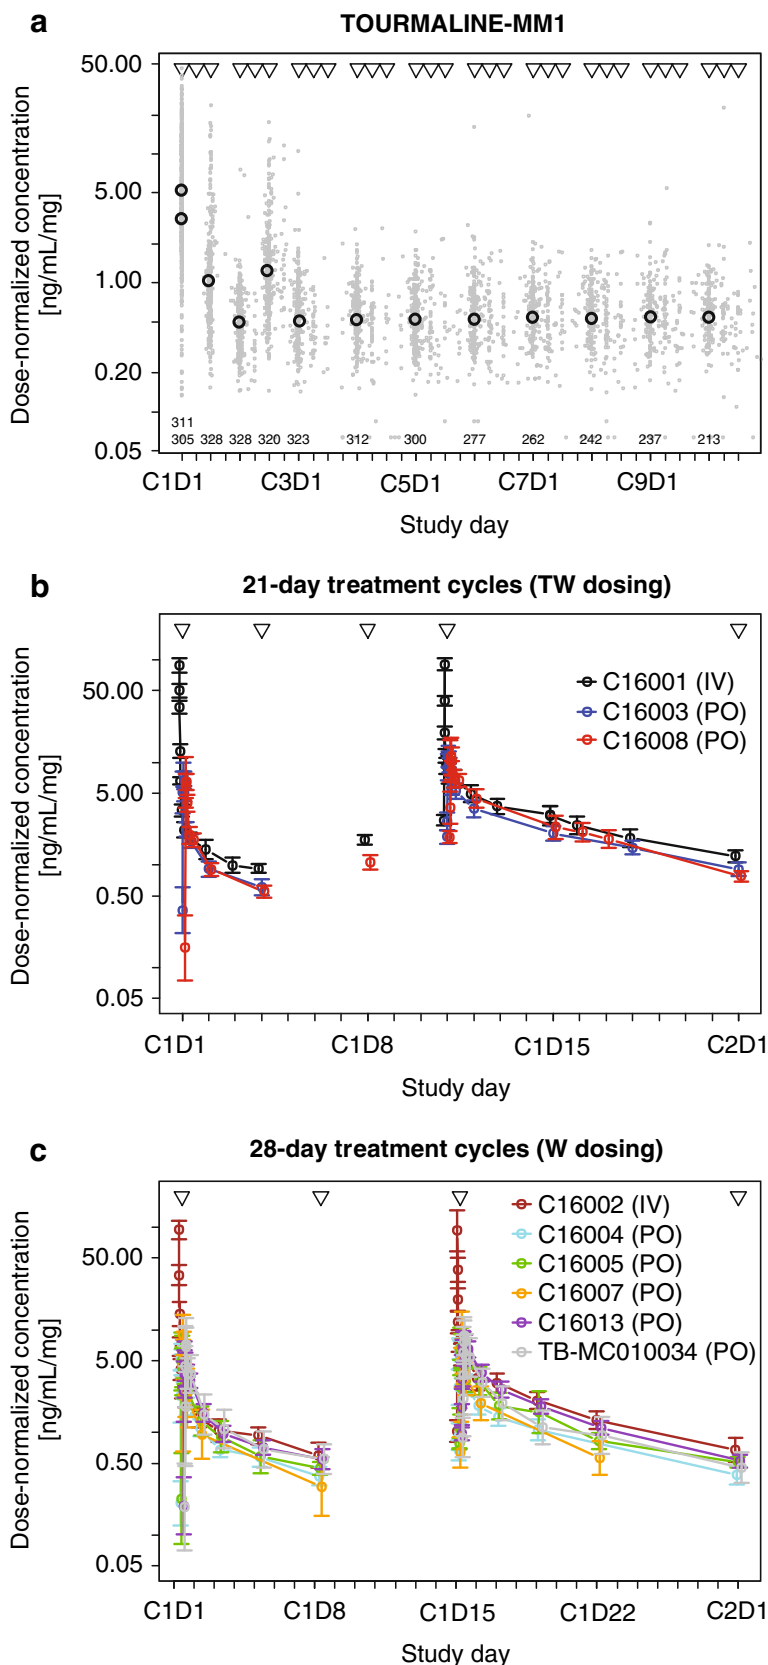 a
TOURMALINE-MM1
Dose-normalized concentration
[ng/mL/mg]
50.00
5.00
1.00
0.20
0.05
311
305 328 328 320 323 312 300 277 262 242 237 213
C1D1 C3D1 C5D1 C7D1 C9D1
Study day
b
21-day treatment cycles (TW dosing)
Dose-normalized concentration
[ng/mL/mg]
50.00
5.00
0.50
0.05
C16001 (IV)
C16003 (PO)
C16008 (PO)
C1D1 C1D8 C1D15 C2D1
Study day
c
28-day treatment cycles (W dosing)
Dose-normalized concentration
[ng/mL/mg]
50.00
5.00
0.50
0.05
C16002 (IV)
C16004 (PO)
C16005 (PO)
C16007 (PO)
C16013 (PO)
TB-MC010034 (PO)
C1D1 C1D8 C1D15 C1D22 C2D1
Study day